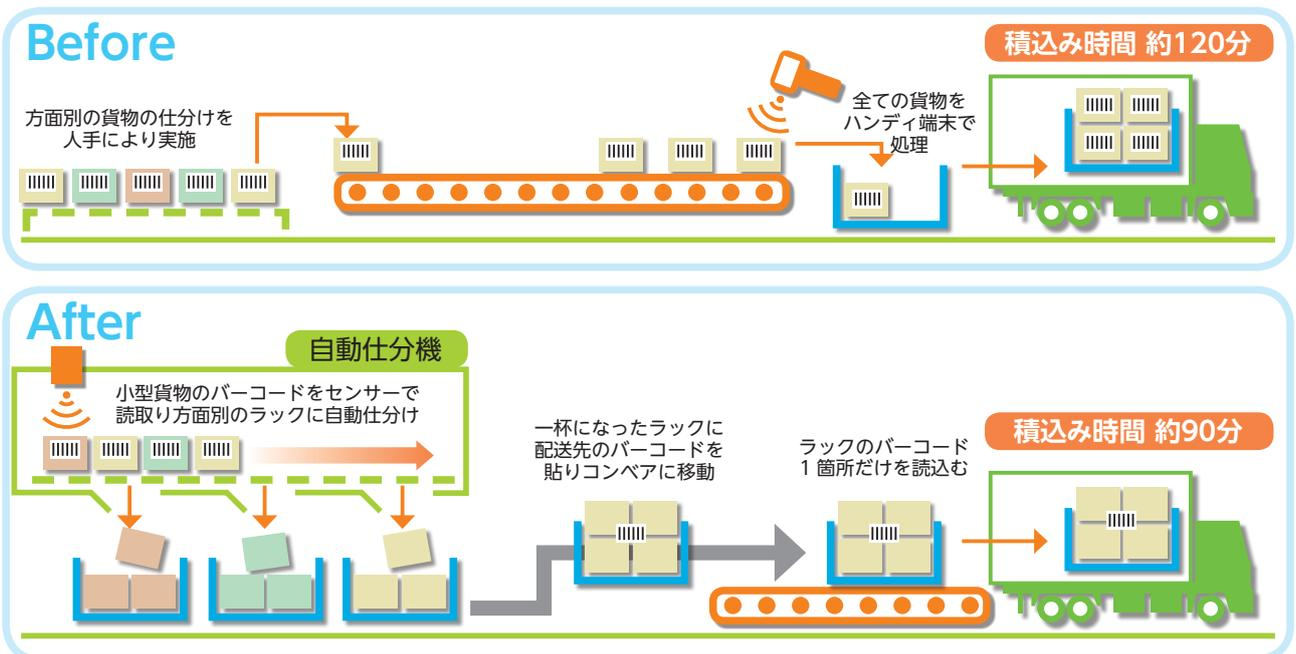 Before
積込み時間 約120分
方面別の貨物の仕分けを
人手により実施
全ての貨物を
ハンディ端末で
処理
After
自動仕分機
小型貨物のバーコードをセンサーで
読取り方面別のラックに自動仕分け
一杯になったラックに
配送先のバーコードを
貼りコンベアに移動
ラックのバーコード
1箇所だけを読込む
積込み時間 約90分